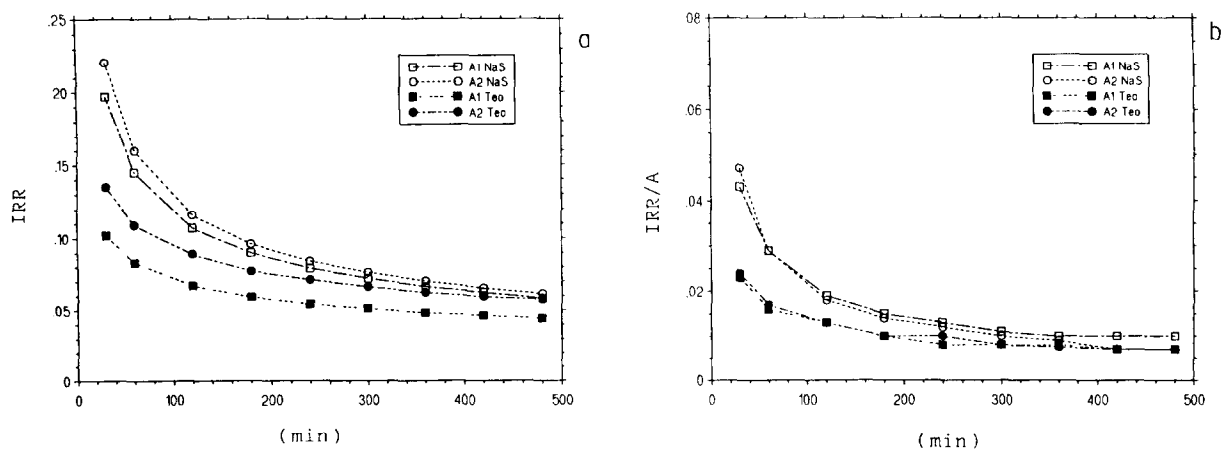 a
.25
.20
.15
.10
.05
0
IRR
A1 NaS
A2 NaS
A1 Teo
A2 Teo
0 100 200 300 400 500
(min)
b
.08
.06
.04
.02
0
IRR/A
A1 NaS
A2 NaS
A1 Teo
A2 Teo
0 100 200 300 400 500
(min)